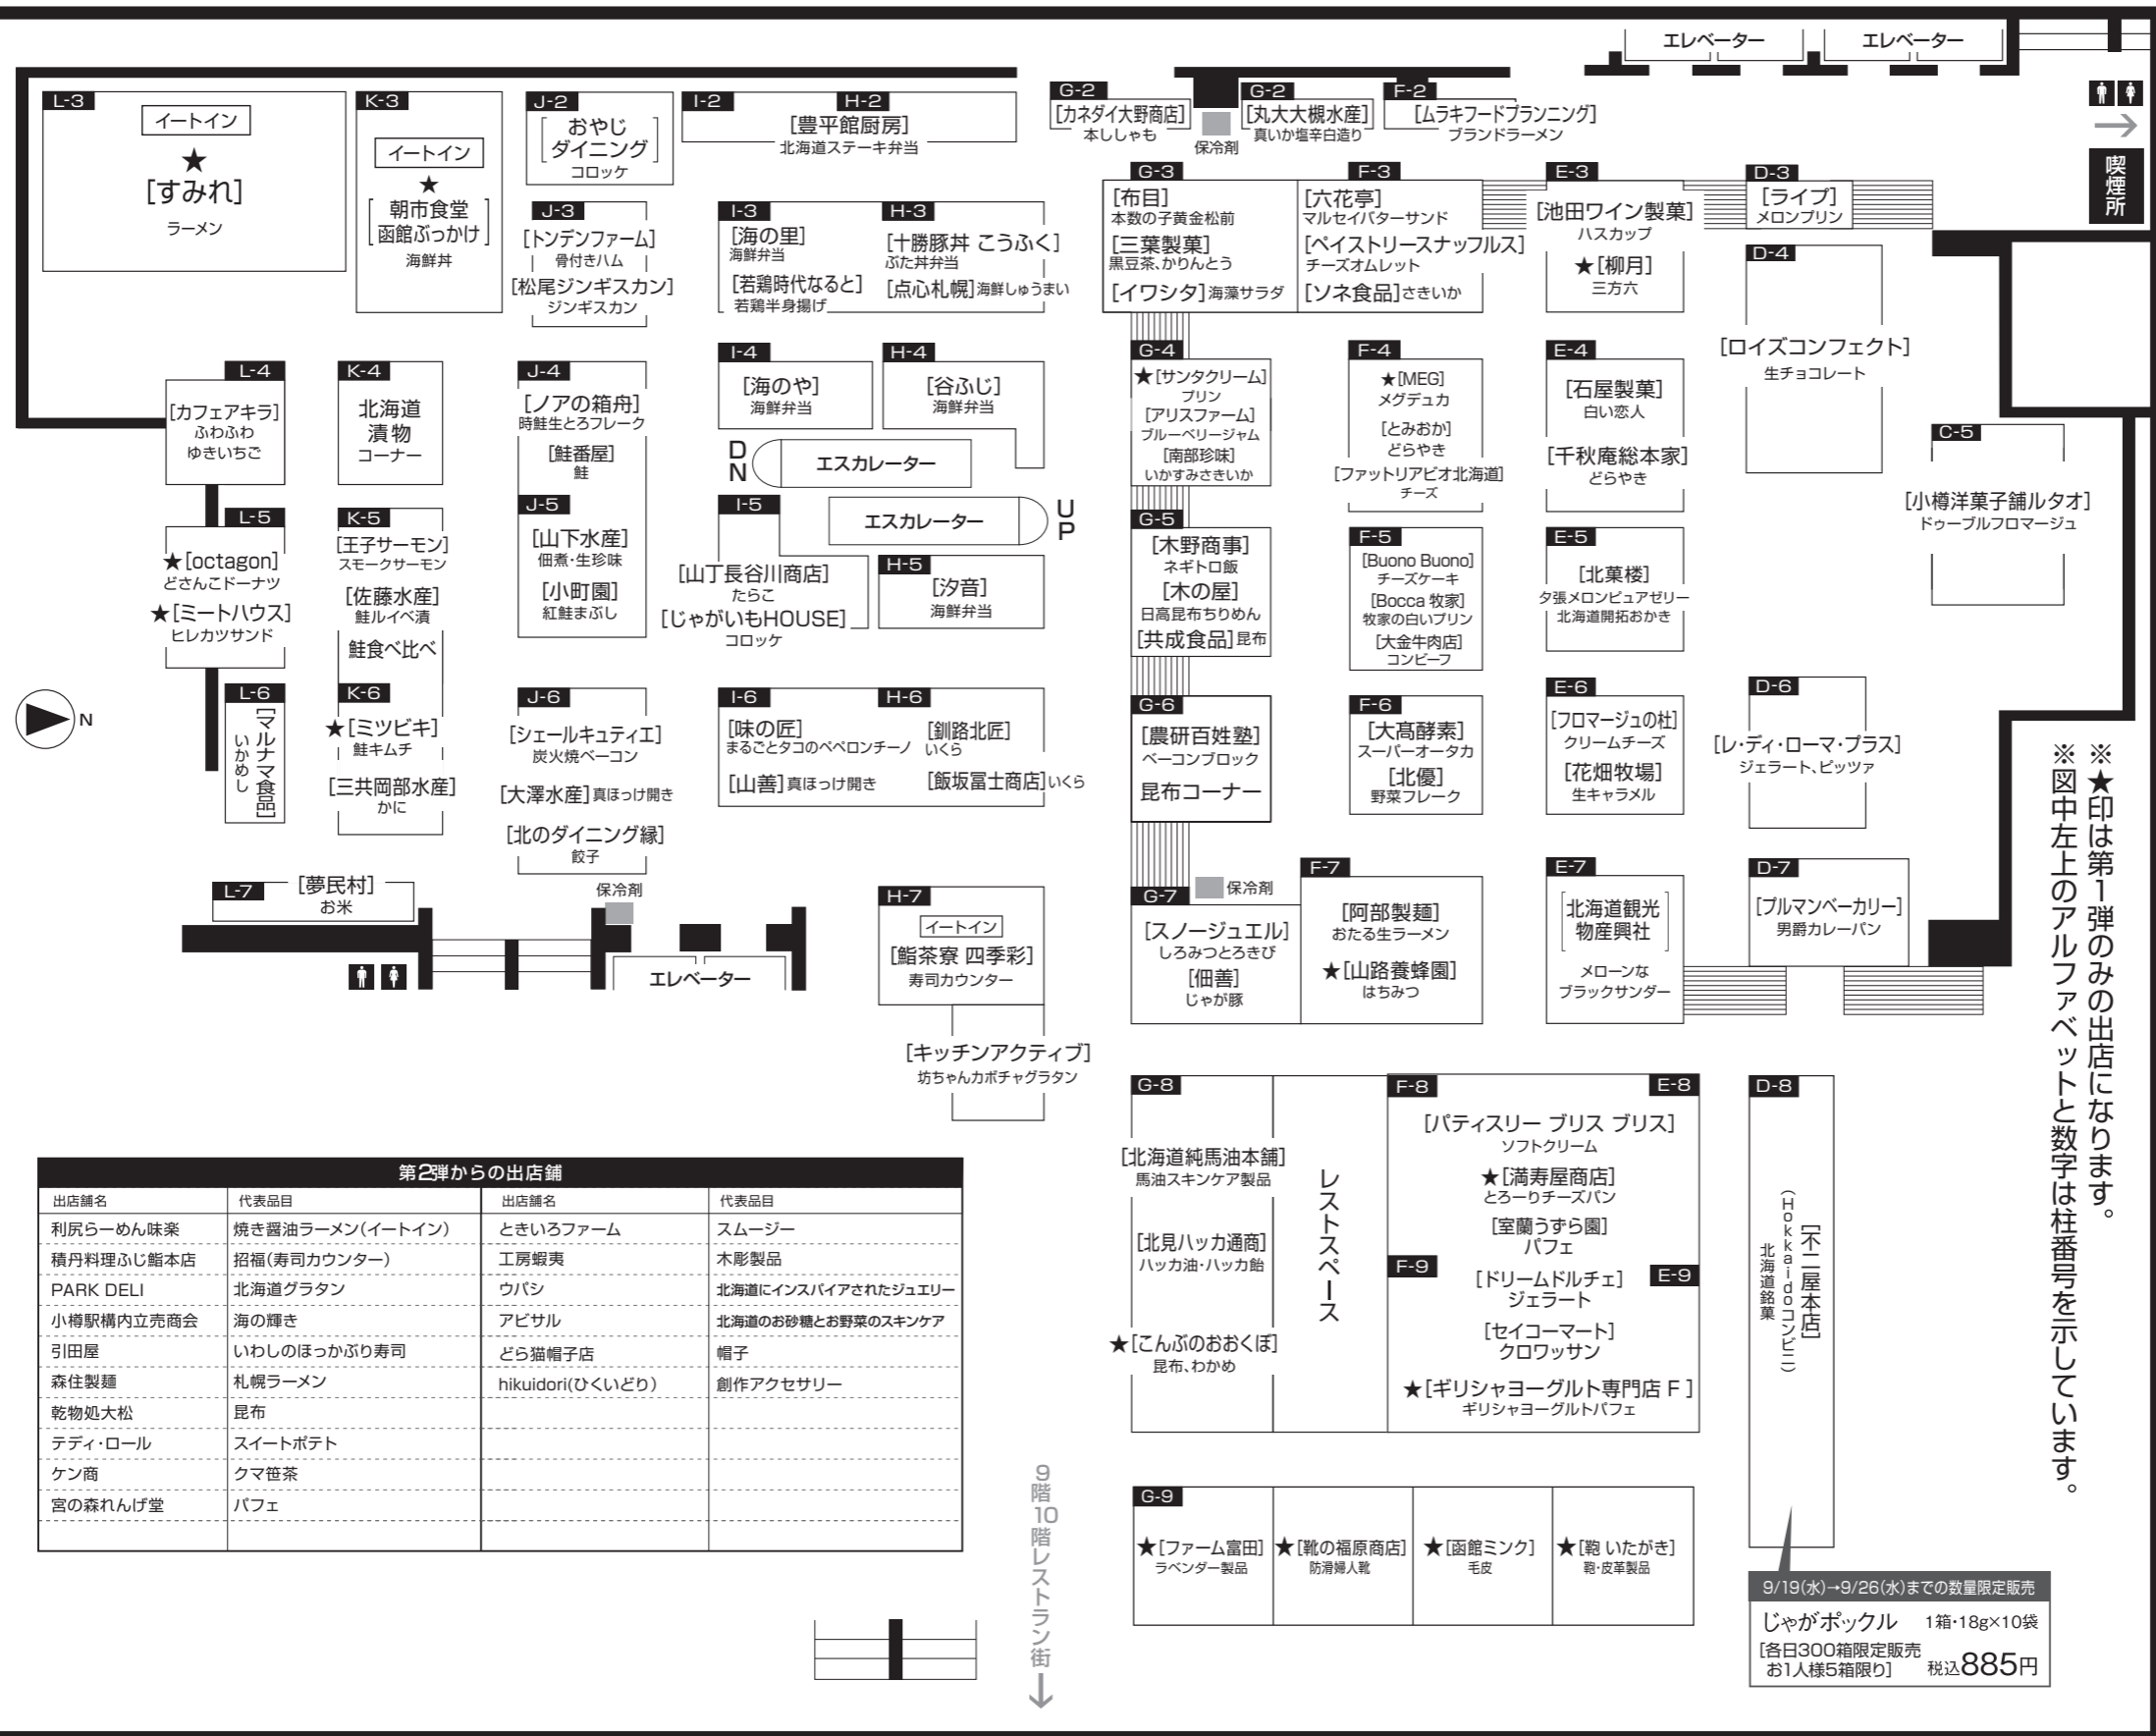 エレベーター
エレベーター
喫煙所
L-3
イートイン
★
[すみれ]
ラーメン
K-3
イートイン
★
[朝市食堂
函館ぶっかけ]
海鮮丼
J-2
[おやじ
ダイニング]
コロッケ
I-2
H-2
[豊平館厨房]
北海道ステーキ弁当
G-2
[カネダイ大野商店]
本ししゃも
保冷剤
G-2
[丸大大槻水産]
真いか塩辛白造り
F-2
[ムラキフードプランニング]
ブランドラーメン
J-3
[トンデンファーム]
骨付きハム
[松尾ジンギスカン]
ジンギスカン
I-3
[海の里]
海鮮弁当
[若鶏時代なると]
若鶏半身揚げ
H-3
[十勝豚丼 こうふく]
ぶた丼弁当
[点心札幌]海鮮しゅうまい
G-3
[布目]
本数の子黄金松前
[三葉製菓]
黒豆茶、かりんとう
[イワシタ]海藻サラダ
F-3
[六花亭]
マルセイバターサンド
[ペイストリースナッフルス]
チーズオムレット
[ソネ食品]さきいか
E-3
[池田ワイン製菓]
ハスカップ
★[柳月]
三方六
D-3
[ライプ]
メロンプリン
D-4
[ロイズコンフェクト]
生チョコレート
L-4
[カフェアキラ]
ふわふわ
ゆきいちご
K-4
北海道
漬物
コーナー
J-4
[ノアの箱舟]
時鮭生とろフレーク
[鮭番屋]
鮭
I-4
[海のや]
海鮮弁当
H-4
[谷ふじ]
海鮮弁当
DN
エスカレーター
エスカレーター
UP
G-4
★[サンタクリーム]
プリン
[アリスファーム]
ブルーベリージャム
[南部珍味]
いかすみさきいか
F-4
★[MEG]
メグデュカ
[とみおか]
どらやき
[ファットリアビオ北海道]
チーズ
E-4
[石屋製菓]
白い恋人
[千秋庵総本家]
どらやき
C-5
[小樽洋菓子舗ルタオ]
ドゥーブルフロマージュ
L-5
★[octagon]
どさんこドーナツ
★[ミートハウス]
ヒレカツサンド
K-5
[王子サーモン]
スモークサーモン
[佐藤水産]
鮭ルイベ漬
鮭食べ比べ
J-5
[山下水産]
佃煮・生珍味
[小町園]
紅鮭まぶし
I-5
[山丁長谷川商店]
たらこ
[じゃがいもHOUSE]
コロッケ
H-5
[汐音]
海鮮弁当
G-5
[木野商事]
ネギトロ飯
[木の屋]
日高昆布ちりめん
[共成食品]昆布
F-5
[Buono Buono]
チーズケーキ
[Bocca 牧家]
牧家の白いプリン
[大金牛肉店]
コンビーフ
E-5
[北菓楼]
夕張メロンピュアゼリー
北海道開拓おかき
N
L-6
[マルナマ食品]
いかめし
K-6
★[ミツビキ]
鮭キムチ
[三共岡部水産]
かに
J-6
[シェールキュティエ]
炭火焼ベーコン
[大澤水産]真ほっけ開き
[北のダイニング縁]
餃子
I-6
[味の匠]
まるごとタコのペペロンチーノ
[山善]真ほっけ開き
H-6
[釧路北匠]
いくら
[飯坂冨士商店]いくら
G-6
[農研百姓塾]
ベーコンブロック
昆布コーナー
F-6
[大髙酵素]
スーパーオータカ
[北優]
野菜フレーク
E-6
[フロマージュの杜]
クリームチーズ
[花畑牧場]
生キャラメル
D-6
[レ・ディ・ローマ・プラス]
ジェラート、ピッツァ
L-7
[夢民村]
お米
保冷剤
エレベーター
H-7
イートイン
[鮨茶寮 四季彩]
寿司カウンター
[キッチンアクティブ]
坊ちゃんカボチャグラタン
保冷剤
G-7
[スノージュエル]
しろみつとろきび
[佃善]
じゃが豚
F-7
[阿部製麺]
おたる生ラーメン
★[山路養蜂園]
はちみつ
E-7
[北海道観光
物産興社]
メローンな
ブラックサンダー
D-7
[プルマンベーカリー]
男爵カレーパン
G-8
[北海道純馬油本舗]
馬油スキンケア製品
[北見ハッカ通商]
ハッカ油・ハッカ飴
★[こんぶのおおくぼ]
昆布、わかめ
レストスペース
F-8
E-8
[パティスリー ブリス ブリス]
ソフトクリーム
★[満寿屋商店]
とろーりチーズパン
[室蘭うずら園]
パフェ
F-9
E-9
[ドリームドルチェ]
ジェラート
[セイコーマート]
クロワッサン
★[ギリシャヨーグルト専門店 F ]
ギリシャヨーグルトパフェ
D-8
[不二屋本店]
(Hokkaidoコンビニ)
北海道銘菓
※★印は第1弾のみの出店になります。
※図中左上のアルファベットと数字は柱番号を示しています。
G-9
★[ファーム富田]
ラベンダー製品
★[靴の福原商店]
防滑婦人靴
★[函館ミンク]
毛皮
★[鞄 いたがき]
鞄・皮革製品
9/19(水)→9/26(水)までの数量限定販売
じゃがポックル 1箱・18g×10袋
[各日300箱限定販売
お1人様5箱限り] 税込885円
9階10階レストラン街
第2弾からの出店舗
出店舗名 代表品目 出店舗名 代表品目
利尻らーめん味楽 焼き醤油ラーメン(イートイン) ときいろファーム スムージー
積丹料理ふじ鮨本店 招福(寿司カウンター) 工房蝦夷 木彫製品
PARK DELI 北海道グラタン ウパシ 北海道にインスパイアされたジュエリー
小樽駅構内立売商会 海の輝き アビサル 北海道のお砂糖とお野菜のスキンケア
引田屋 いわしのほっかぶり寿司 どら猫帽子店 帽子
森住製麺 札幌ラーメン hikuidori(ひくいどり) 創作アクセサリー
乾物処大松 昆布
テディ・ロール スイートポテト
ケン商 クマ笹茶
宮の森れんげ堂 パフェ